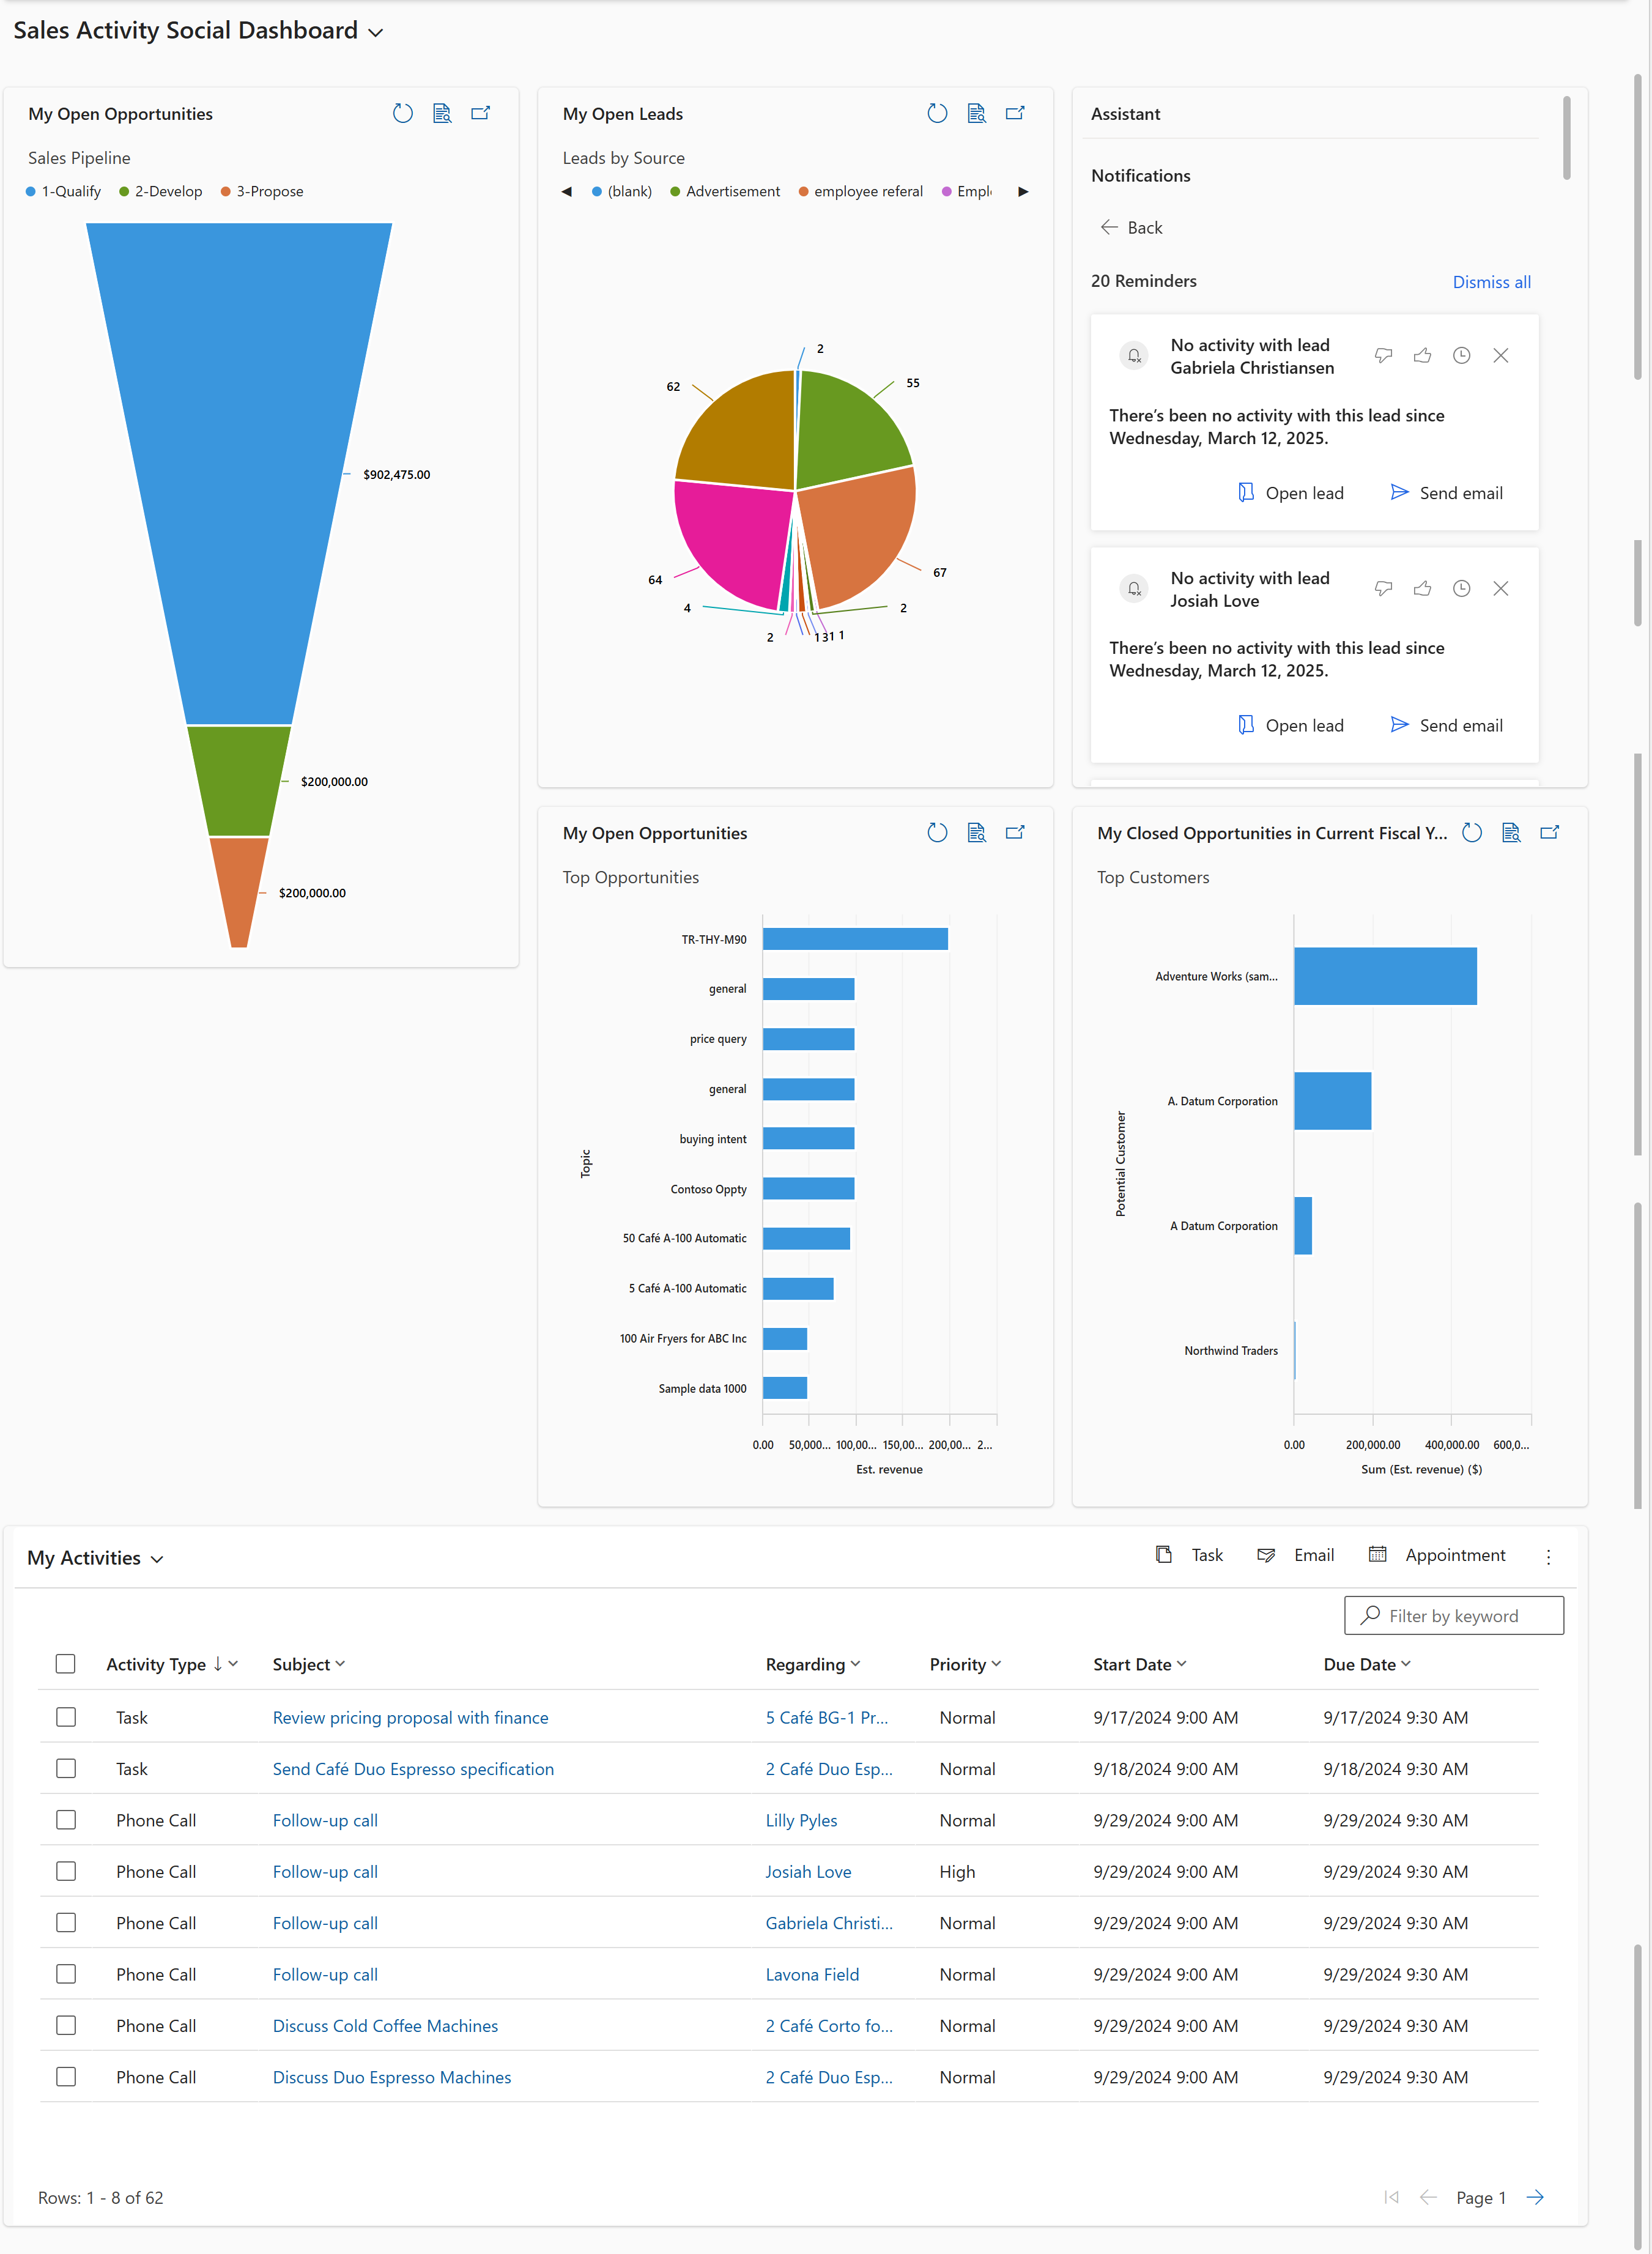 Sales Activity Social Dashboard
My Open Opportunities
Sales Pipeline
1-Qualify 2-Develop 3-Propose
$902,475.00
$200,000.00
$200,000.00
My Open Leads
Leads by Source
(blank) Advertisement employee referal
2
55
62
67
64
4
2
2
1 3 1 1
Assistant
Notifications
Back
20 Reminders Dismiss all
No activity with lead
Gabriela Christiansen
There's been no activity with this lead since
Wednesday, March 12, 2025.
Open lead Send email
No activity with lead
Josiah Love
There's been no activity with this lead since
Wednesday, March 12, 2025.
Open lead Send email
My Open Opportunities
Top Opportunities
Topic
TR-THY-M90
general
price query
general
buying intent
Contoso Oppty
50 Café A-100 Automatic
5 Café A-100 Automatic
100 Air Fryers for ABC Inc
Sample data 1000
0.00 50,000... 100,00... 150,00... 200,00... 2...
Est. revenue
My Closed Opportunities in Current Fiscal Y...
Top Customers
Potential Customer
Adventure Works (sam...
A. Datum Corporation
A Datum Corporation
Northwind Traders
0.00 200,000.00 400,000.00 600,0...
Sum (Est. revenue) ($)
My Activities
Task Email Appointment
Filter by keyword
Activity Type Subject Regarding Priority Start Date Due Date
Task Review pricing proposal with finance 5 Café BG-1 Pr... Normal 9/17/2024 9:00 AM 9/17/2024 9:30 AM
Task Send Café Duo Espresso specification 2 Café Duo Esp... Normal 9/18/2024 9:00 AM 9/18/2024 9:30 AM
Phone Call Follow-up call Lilly Pyles Normal 9/29/2024 9:00 AM 9/29/2024 9:30 AM
Phone Call Follow-up call Josiah Love High 9/29/2024 9:00 AM 9/29/2024 9:30 AM
Phone Call Follow-up call Gabriela Christi... Normal 9/29/2024 9:00 AM 9/29/2024 9:30 AM
Phone Call Follow-up call Lavona Field Normal 9/29/2024 9:00 AM 9/29/2024 9:30 AM
Phone Call Discuss Cold Coffee Machines 2 Café Corto fo... Normal 9/29/2024 9:00 AM 9/29/2024 9:30 AM
Phone Call Discuss Duo Espresso Machines 2 Café Duo Esp... Normal 9/29/2024 9:00 AM 9/29/2024 9:30 AM
Rows: 1 - 8 of 62
Page 1